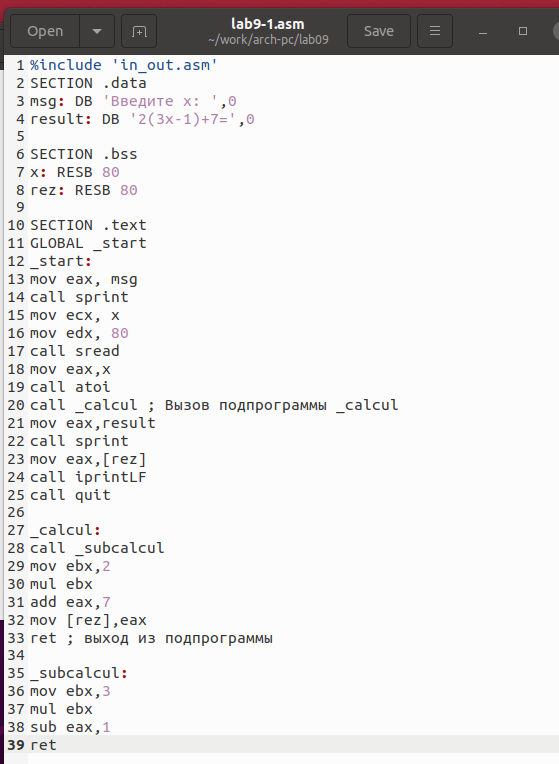 lab9-1.asm
Open
Save
~/work/arch-pc/lab09
1 %include 'in_out.asm'
2 SECTION .data
3 msg: DB 'Введите x: ',0
4 result: DB '2(3x-1)+7=',0
5
6 SECTION .bss
7 x: RESB 80
8 rez: RESB 80
9
10 SECTION .text
11 GLOBAL _start
12 _start:
13 mov eax, msg
14 call sprint
15 mov ecx, x
16 mov edx, 80
17 call sread
18 mov eax,x
19 call atoi
20 call _calcul ; Вызов подпрограммы _calcul
21 mov eax,result
22 call sprint
23 mov eax,[rez]
24 call iprintLF
25 call quit
26
27 _calcul:
28 call _subcalcul
29 mov ebx,2
30 mul ebx
31 add eax,7
32 mov [rez],eax
33 ret ; выход из подпрограммы
34
35 _subcalcul:
36 mov ebx,3
37 mul ebx
38 sub eax,1
39 ret